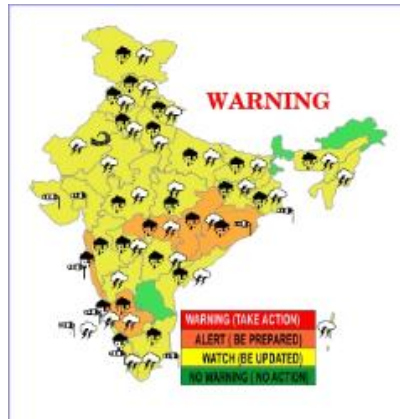 WARNING
WARNING (TAKE ACTION)
ALERT ( BE PREPARED)
WATCH (BE UPDATED)
NO WARNING ( NO ACTION)